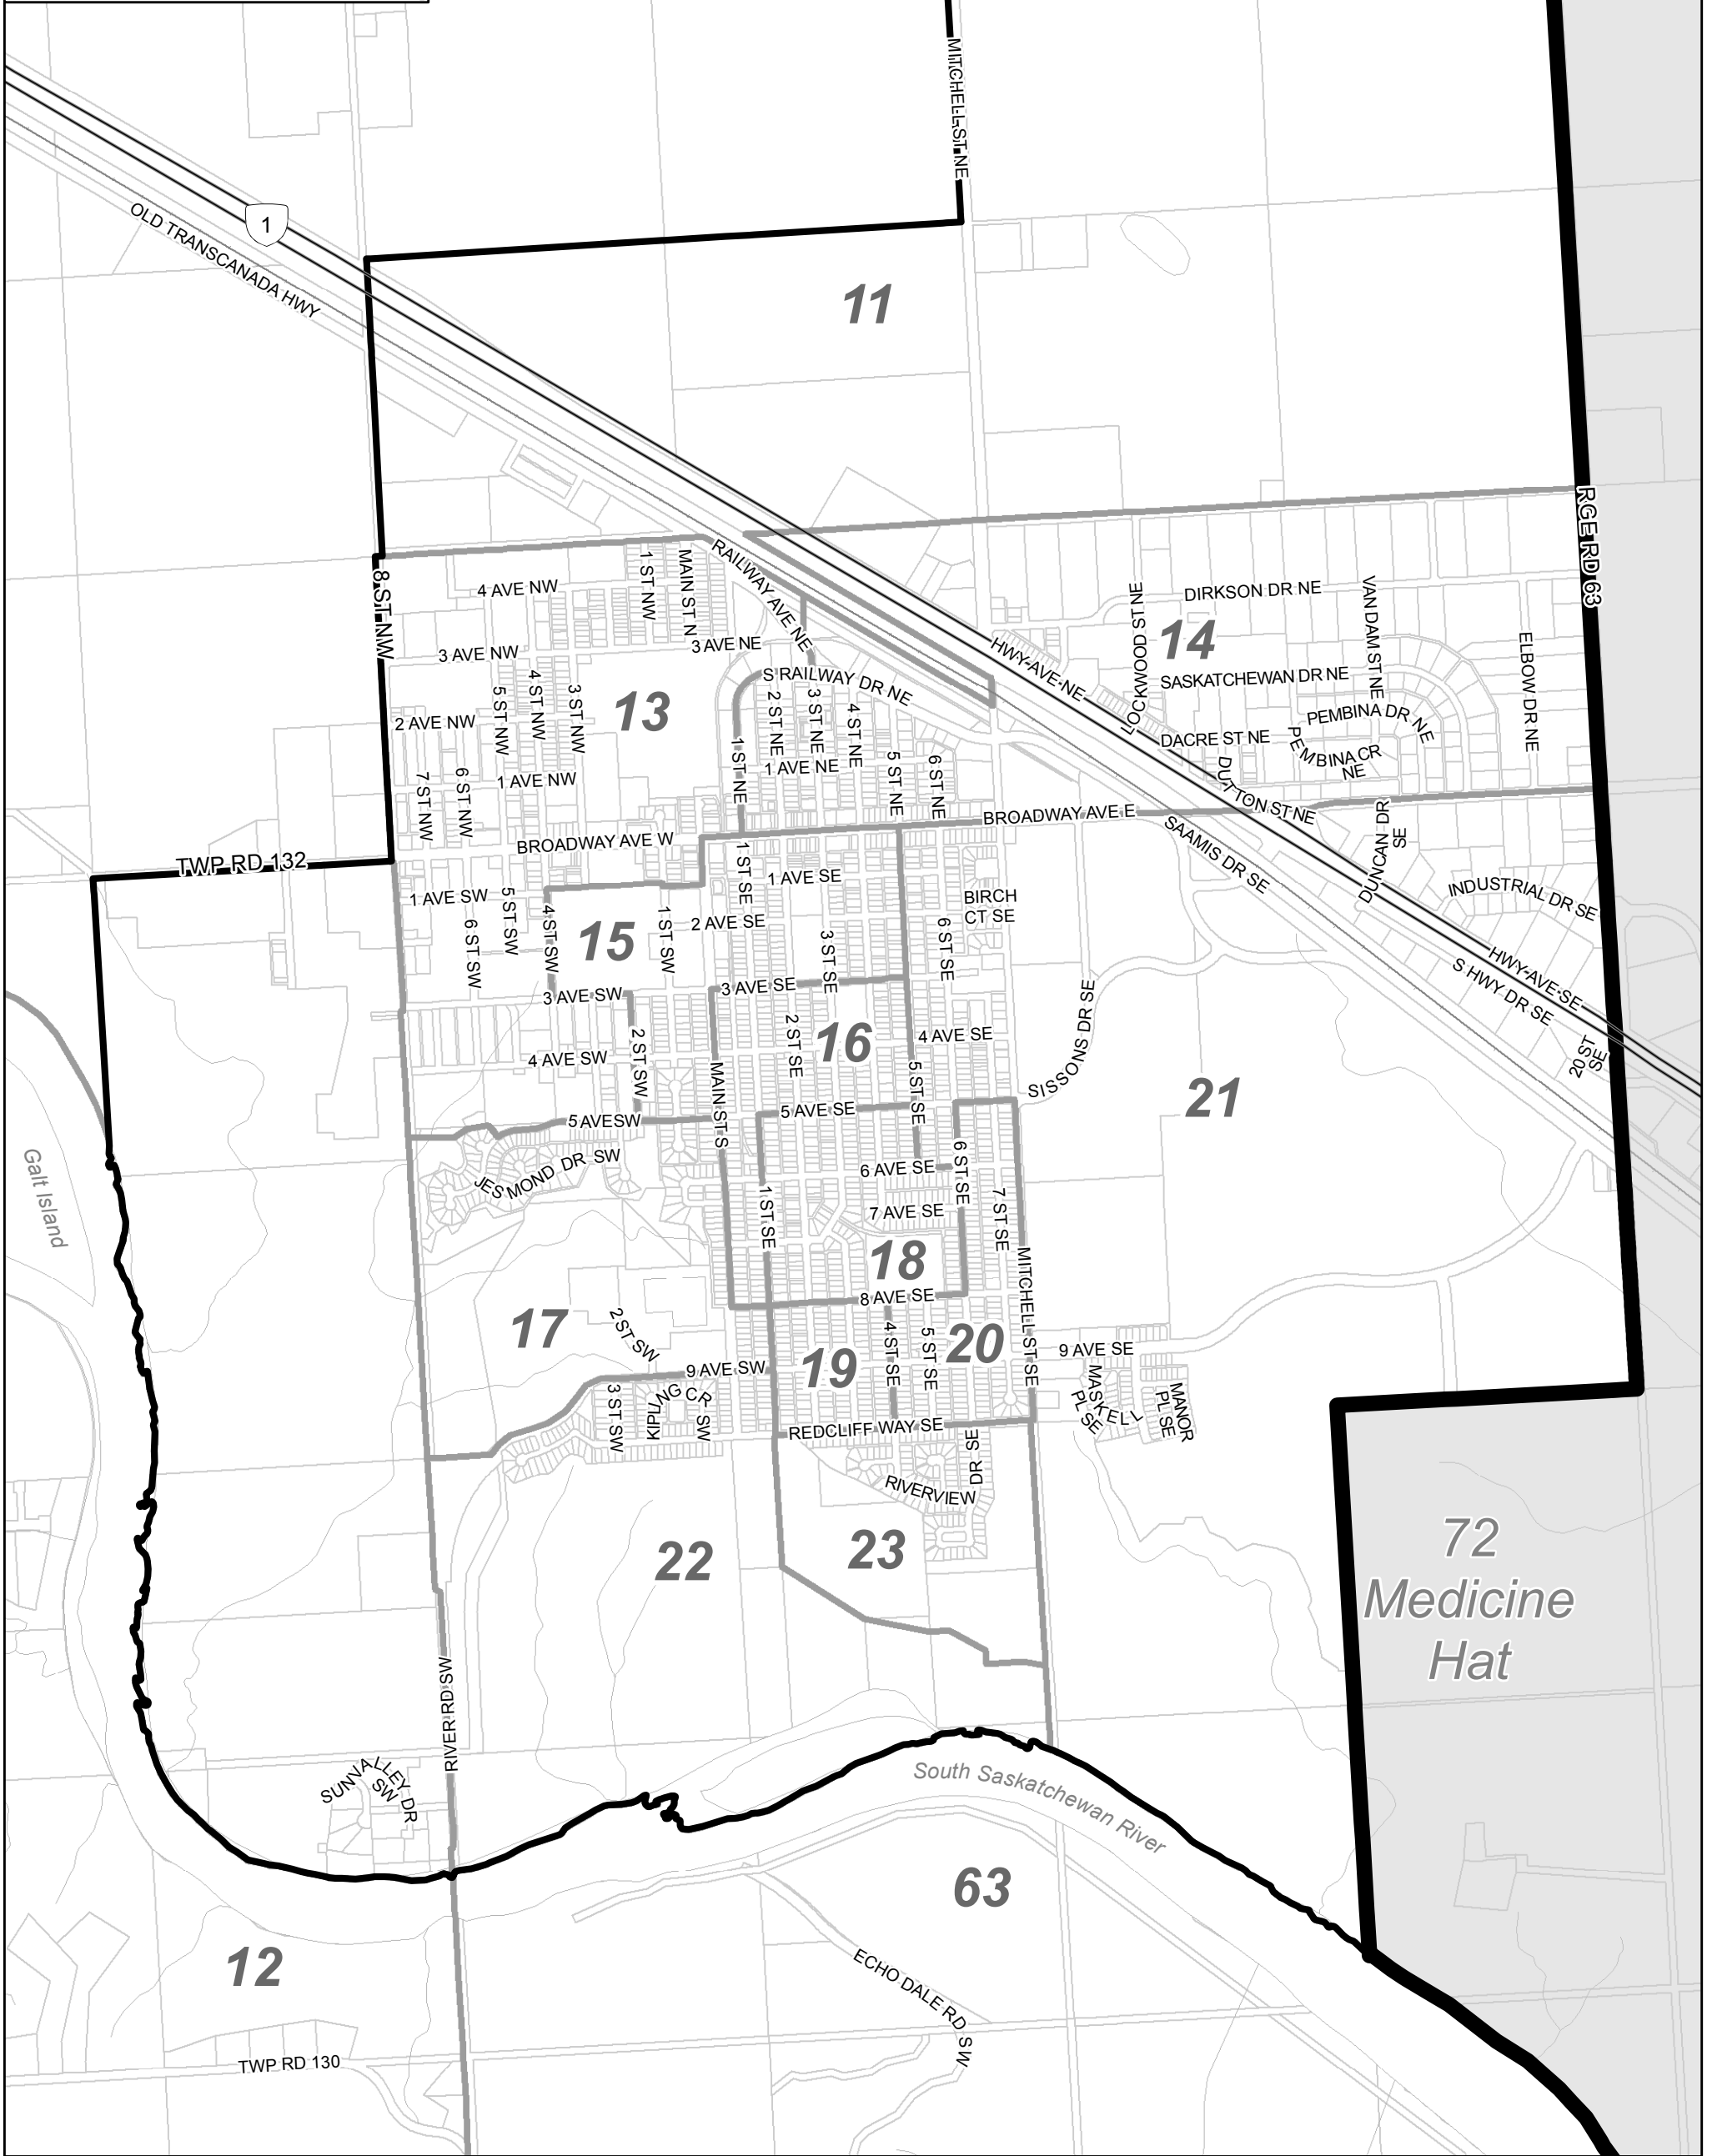 MITCHELL ST NE
1
OLD TRANSCANADA HWY
11
RGE RD 63
8 ST NW
4 AVE NW
1 ST NW
MAIN ST N
RAILWAY AVE NE
3 AVE NE
3 AVE NW
S RAILWAY DR NE
HWY AVE NE
LOCKWOOD ST NE
DIRKSON DR NE
14
VAN DAM ST NE
ELBOW DR NE
SASKATCHEWAN DR NE
PEMBINA DR NE
DACRE ST NE
PEMBINA CR
NE
DUTTON ST NE
13
5 ST NW
4 ST NW
3 ST NW
2 AVE NW
7 ST NW
6 ST NW
1 AVE NW
1 ST NE
2 ST NE
3 ST NE
4 ST NE
5 ST NE
6 ST NE
1 AVE NE
BROADWAY AVE W
BROADWAY AVE E
SAAMIS DR SE
DUNCAN DR
SE
INDUSTRIAL DR SE
HWY AVE SE
S HWY DR SE
20 ST
SE
TWP RD 132
1 AVE SW
5 ST SW
6 ST SW
4 ST SW
15
1 ST SW
1 ST SE
1 AVE SE
2 AVE SE
3 ST SE
BIRCH
CT SE
6 ST SE
3 AVE SW
3 AVE SE
2 ST SW
2 ST SE
16
4 AVE SE
4 AVE SW
MAIN ST S
5 ST SE
SISSONS DR SE
21
5 AVE SW
5 AVE SE
JESMOND DR SW
6 AVE SE
6 ST SE
7 AVE SE
7 ST SE
1 ST SE
18
MITCHELL ST SE
8 AVE SE
Galt Island
17
2 ST SW
19
4 ST SE
5 ST SE
20
9 AVE SE
9 AVE SW
3 ST SW
KIPLING CR SW
MASKELL
PL SE
MANOR
PL SE
REDCLIFF WAY SE
RIVERVIEW
DR SE
22
23
72
Medicine
Hat
RIVER RD SW
SUNVALLEY DR
SW
South Saskatchewan River
63
12
ECHO DALE RD SW
TWP RD 130